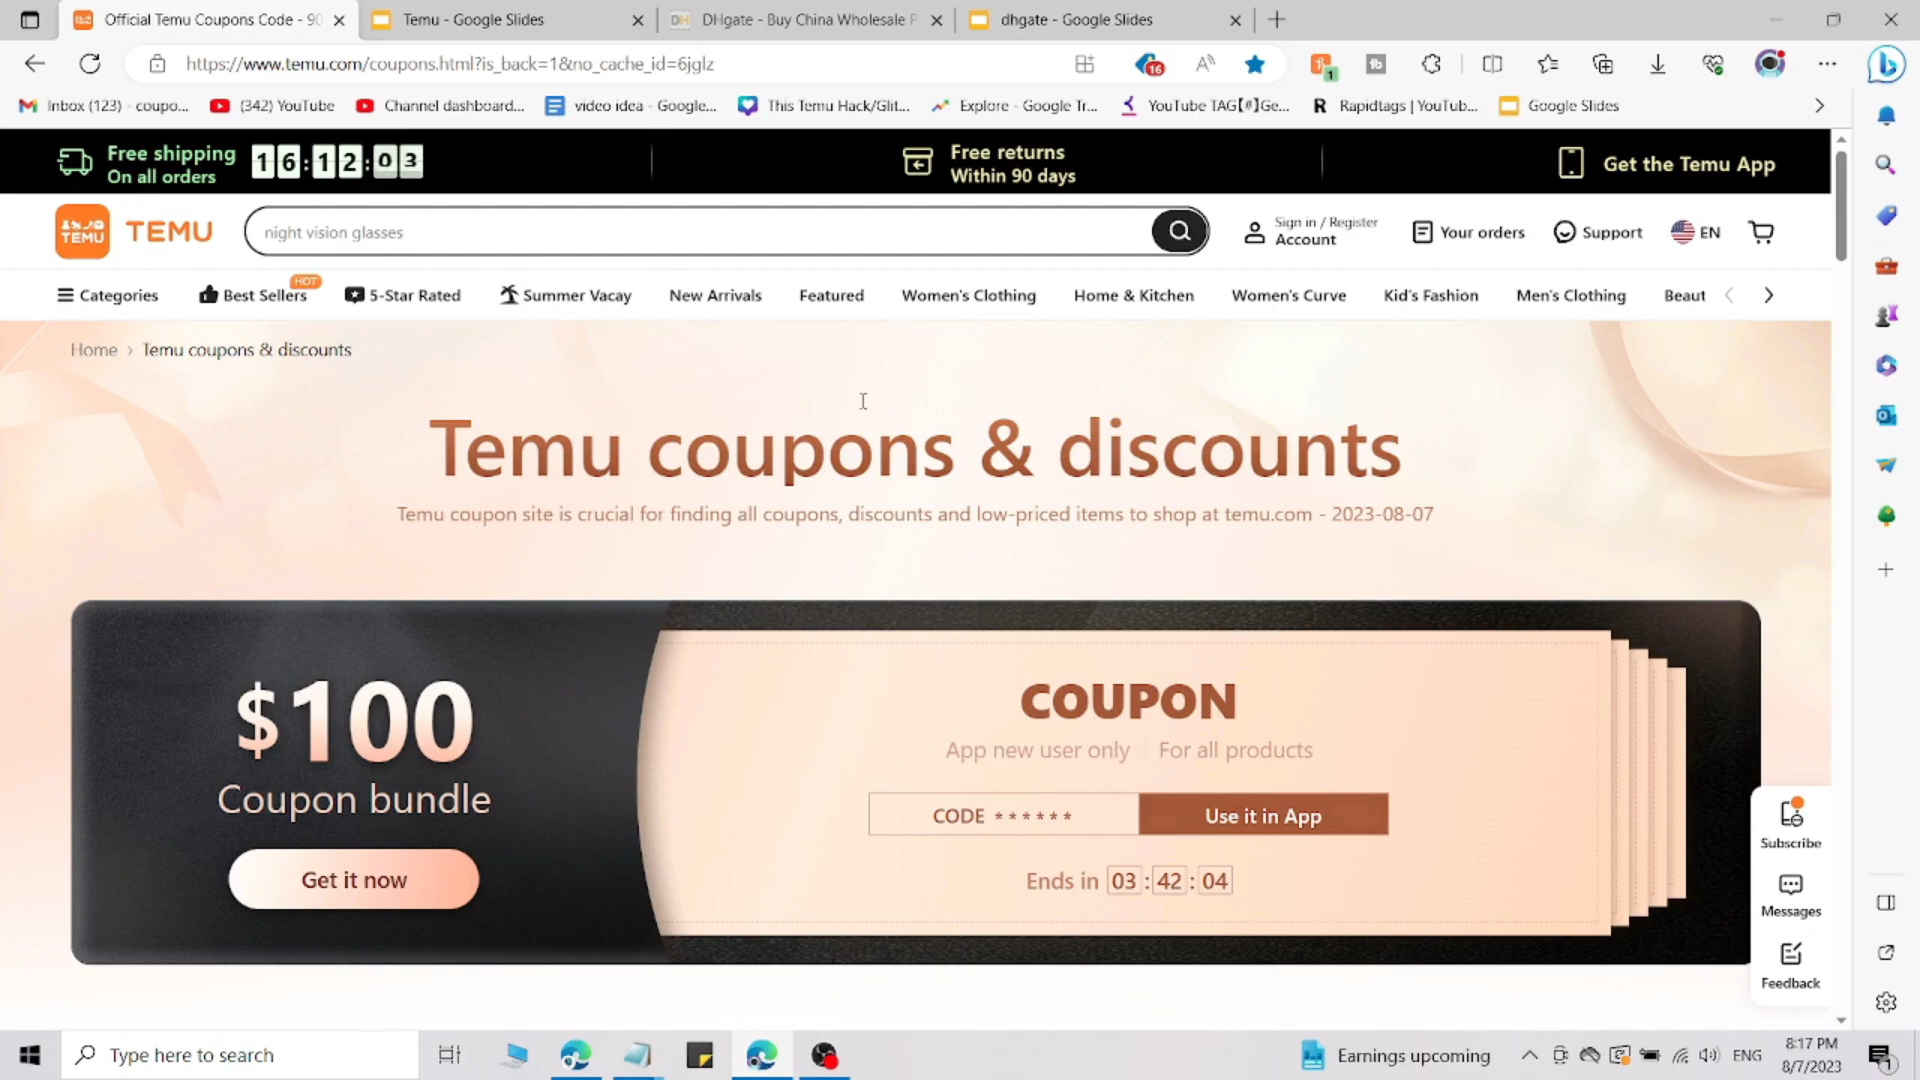 Official Temu Coupons Code - 90
Temu - Google Slides
DHgate - Buy China Wholesale P
dhgate - Google Slides
https://www.temu.com/coupons.html?is_back=1&no_cache_id=6jglz
16
1
Inbox (123) - coupo...
(342) YouTube
Channel dashboard...
video idea - Google...
This Temu Hack/Glit...
Explore - Google Tr...
YouTube TAG【#】Ge...
Rapidtags | YouTub...
Google Slides
Free shipping
On all orders
16:12:03
Free returns
Within 90 days
Get the Temu App
TEMU
TEMU
night vision glasses
Sign in / Register
Account
Your orders
Support
EN
Categories
Best Sellers
HOT
5-Star Rated
Summer Vacay
New Arrivals
Featured
Women's Clothing
Home & Kitchen
Women's Curve
Kid's Fashion
Men's Clothing
Beaut
Home › Temu coupons & discounts
Temu coupons & discounts
Temu coupon site is crucial for finding all coupons, discounts and low-priced items to shop at temu.com - 2023-08-07
$100
Coupon bundle
Get it now
COUPON
App new user only | For all products
CODE ******
Use it in App
Ends in 03 : 42 : 04
Subscribe
Messages
Feedback
Type here to search
Earnings upcoming
ENG
8:17 PM
8/7/2023
1